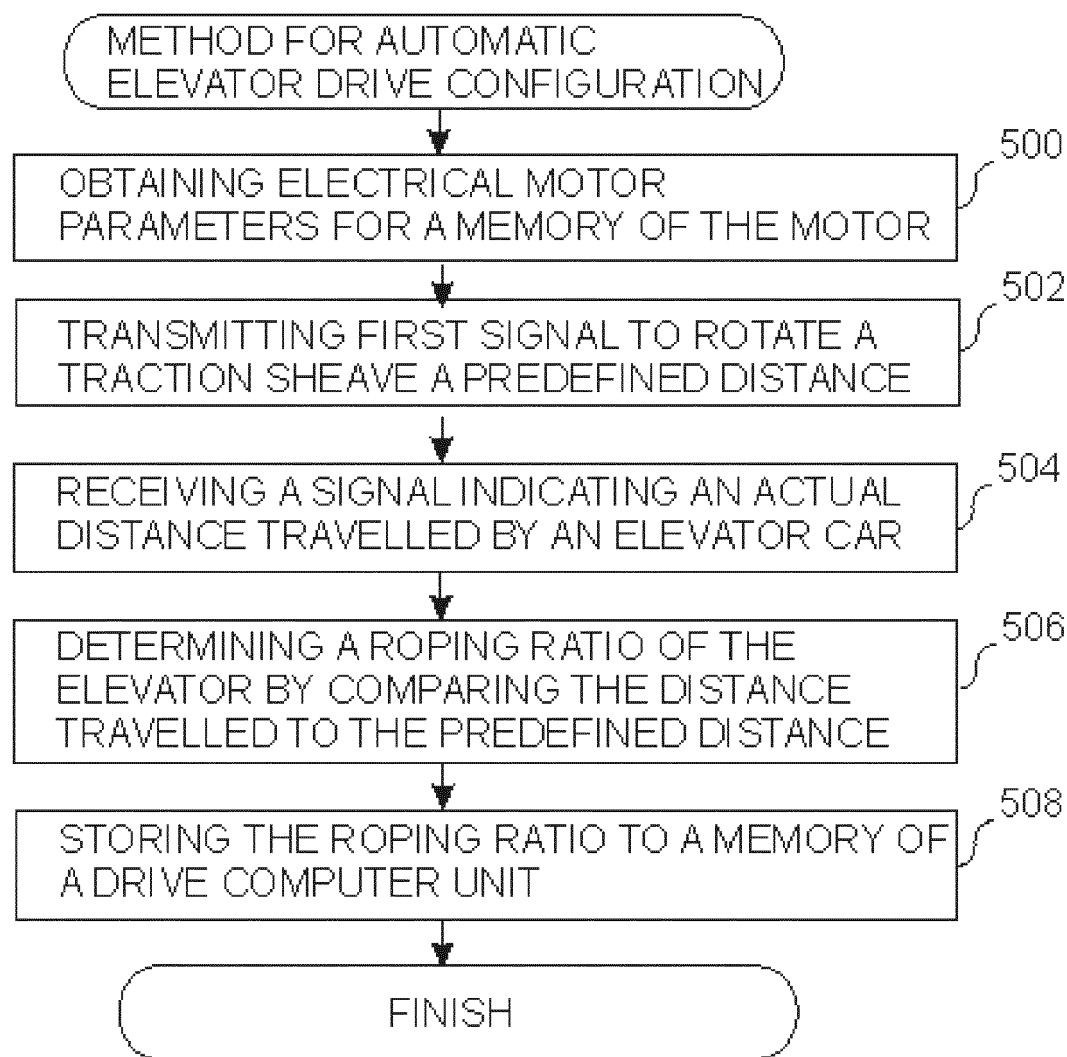 METHOD FOR AUTOMATIC
ELEVATOR DRIVE CONFIGURATION
500
OBTAINING ELECTRICAL MOTOR
PARAMETERS FOR A MEMORY OF THE MOTOR
502
TRANSMITTING FIRST SIGNAL TO ROTATE A
TRACTION SHEAVE A PREDEFINED DISTANCE
504
RECEIVING A SIGNAL INDICATING AN ACTUAL
DISTANCE TRAVELLED BY AN ELEVATOR CAR
506
DETERMINING A ROPING RATIO OF THE
ELEVATOR BY COMPARING THE DISTANCE
TRAVELLED TO THE PREDEFINED DISTANCE
508
STORING THE ROPING RATIO TO A MEMORY OF
A DRIVE COMPUTER UNIT
FINISH